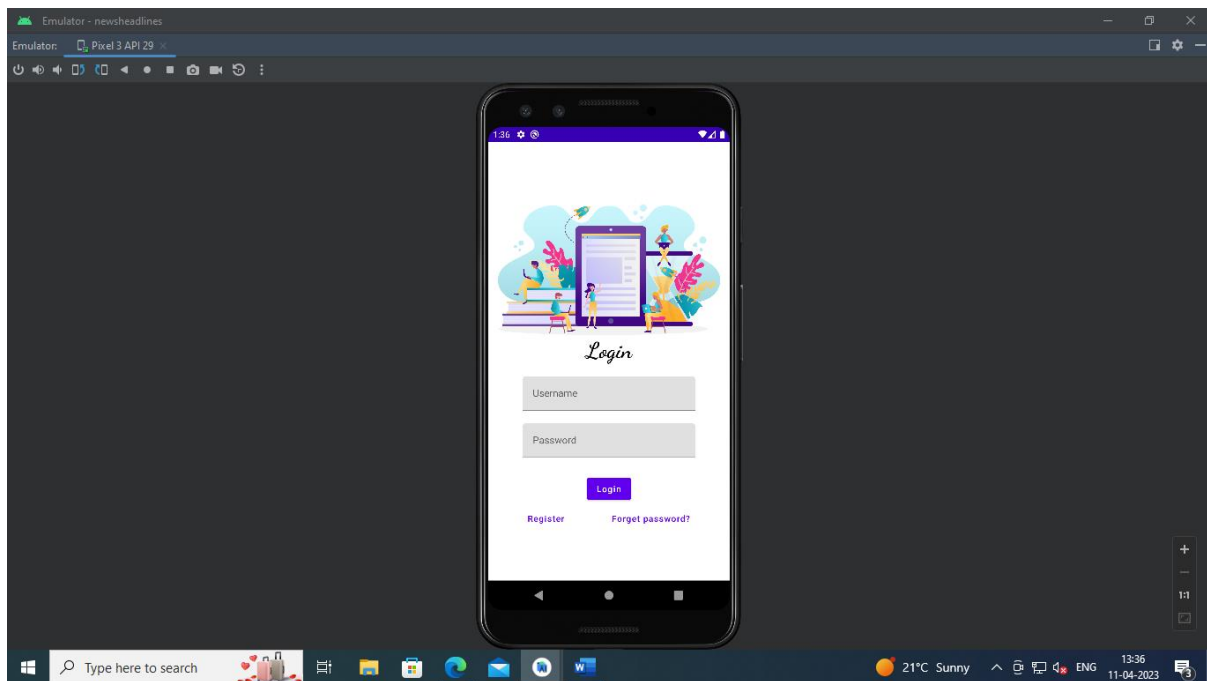 Emulator - newsheadlines
Emulator: Pixel 3 API 29
1:36
Login
Username
Password
Login
Register Forget password?
1:1
Type here to search
21°C Sunny
ENG
13:36
11-04-2023
3